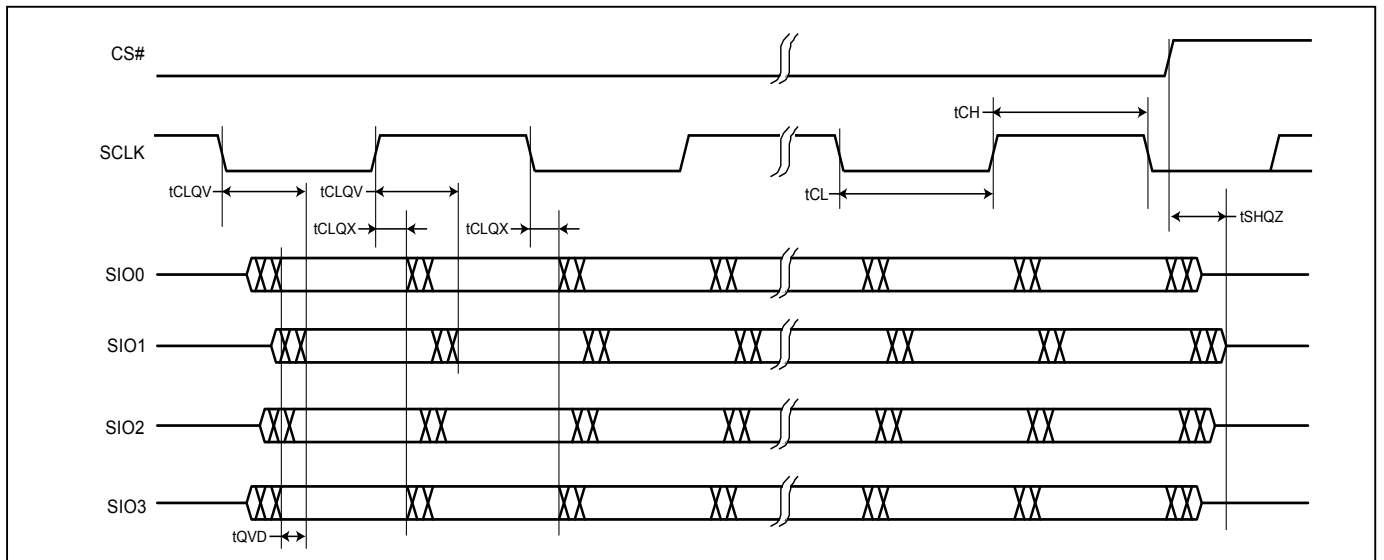 CS#
tCH
SCLK
tCLQV
tCLQV
tCL
tSHQZ
tCLQX
tCLQX
SIO0
SIO1
SIO2
SIO3
tQVD